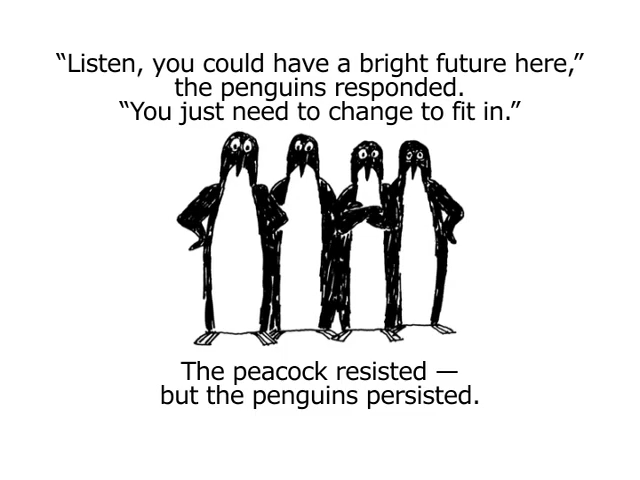 “Listen, you could have a bright future here,”
the penguins responded.
“You just need to change to fit in.”
The peacock resisted —
but the penguins persisted.